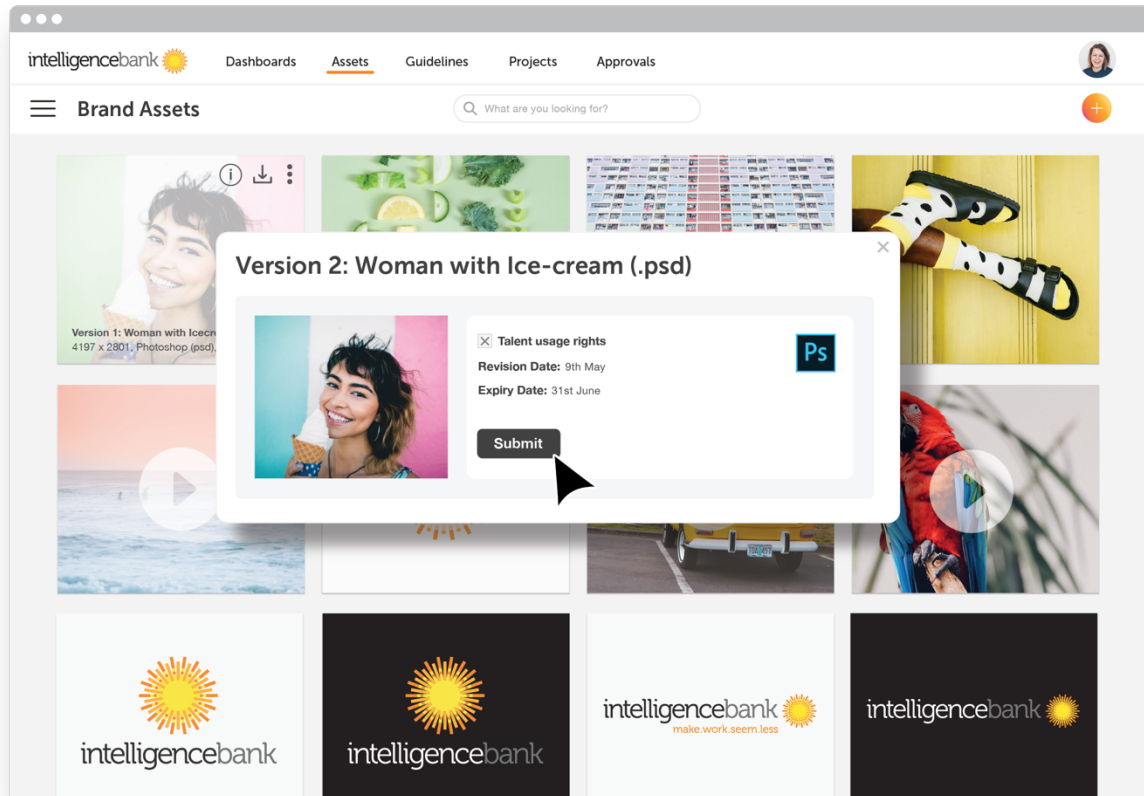 intelligencebank
Dashboards
Assets
Guidelines
Projects
Approvals
Brand Assets
What are you looking for?
Version 1: Woman with Icecr
4197 x 2801, Photoshop (psd),
Version 2: Woman with Ice-cream (.psd)
Talent usage rights
Revision Date: 9th May
Expiry Date: 31st June
Ps
Submit
intelligencebank
intelligencebank
intelligencebank
make.work.seem.less
intelligencebank